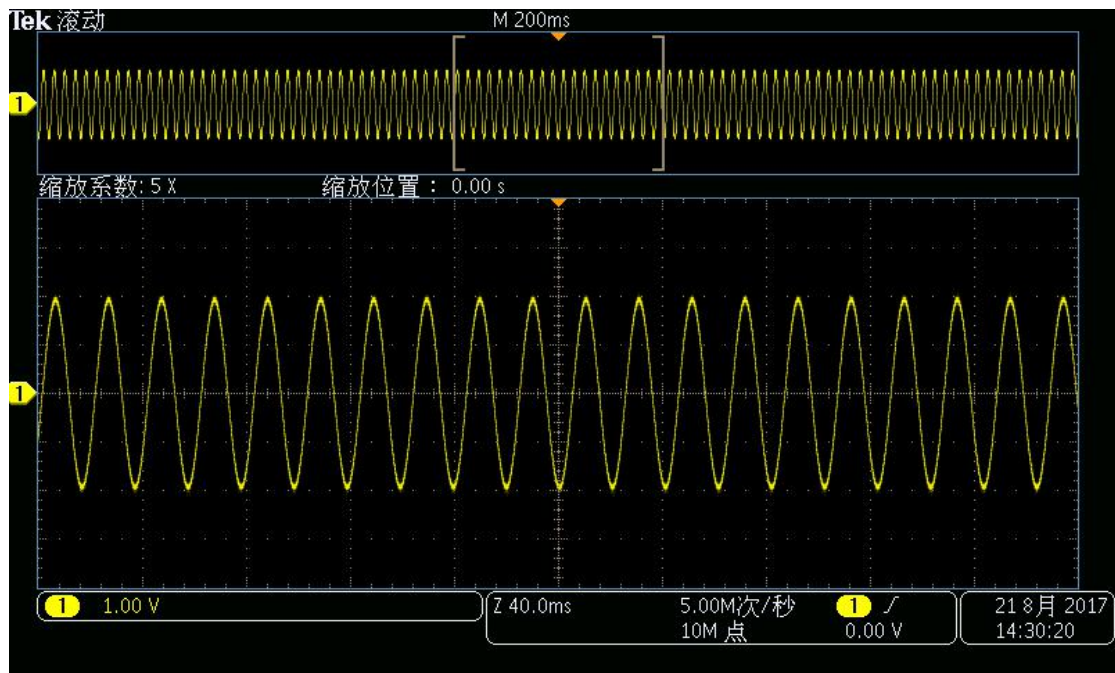 Tek 滚动 M 200ms
1
缩放系数: 5 X 缩放位置： 0.00 s
1
1 1.00 V
Z 40.0ms 5.00M次/秒 1
10M 点 0.00 V
21 8月 2017
14:30:20